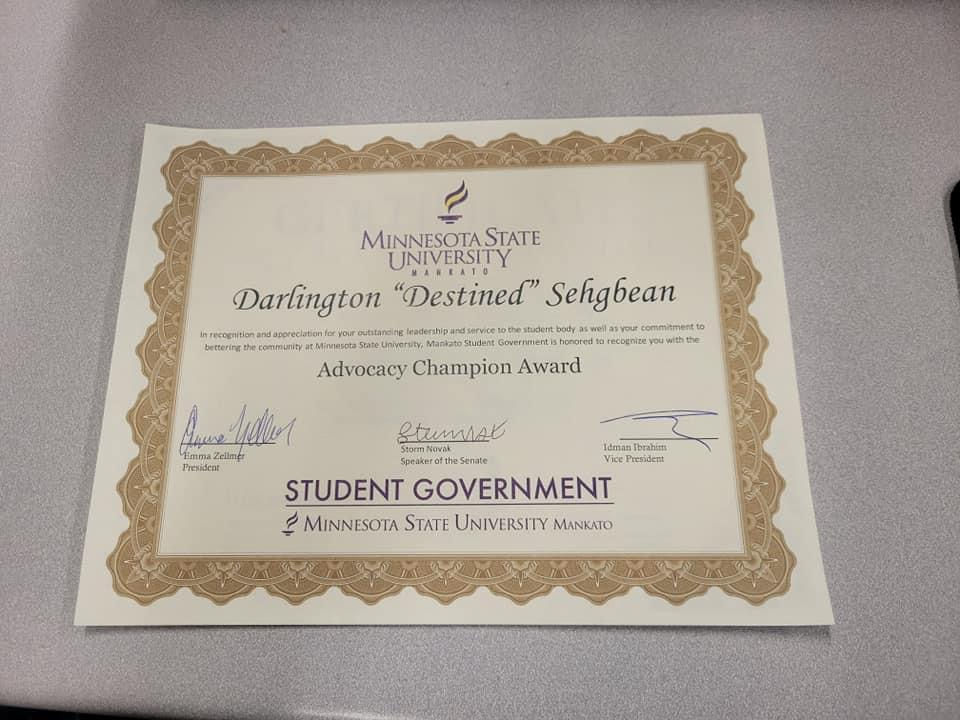 MINNESOTA STATE
UNIVERSITY
MANKATO
Darlington “Destined” Sehgbean
In recognition and appreciation for your outstanding leadership and service to the student body as well as your commitment to
bettering the community at Minnesota State University, Mankato Student Government is honored to recognize you with the
Advocacy Champion Award
Emma Zellmer
President
Storm Novak
Speaker of the Senate
Idman Ibrahim
Vice President
STUDENT GOVERNMENT
MINNESOTA STATE UNIVERSITY MANKATO